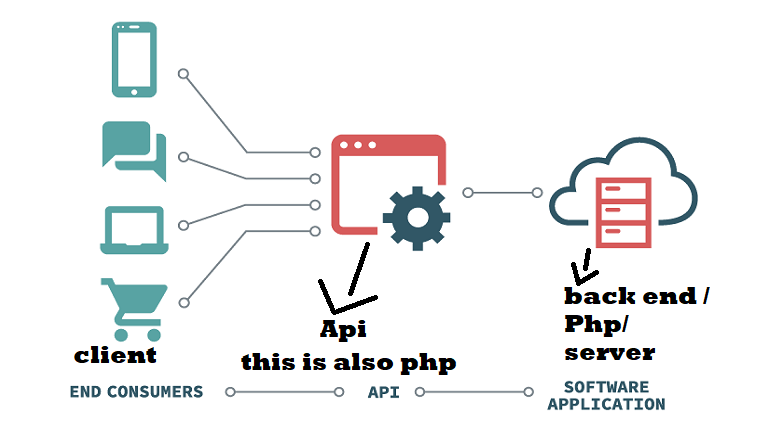 client
Api
this is also php
back end /
Php/
server
END CONSUMERS
API
SOFTWARE
APPLICATION